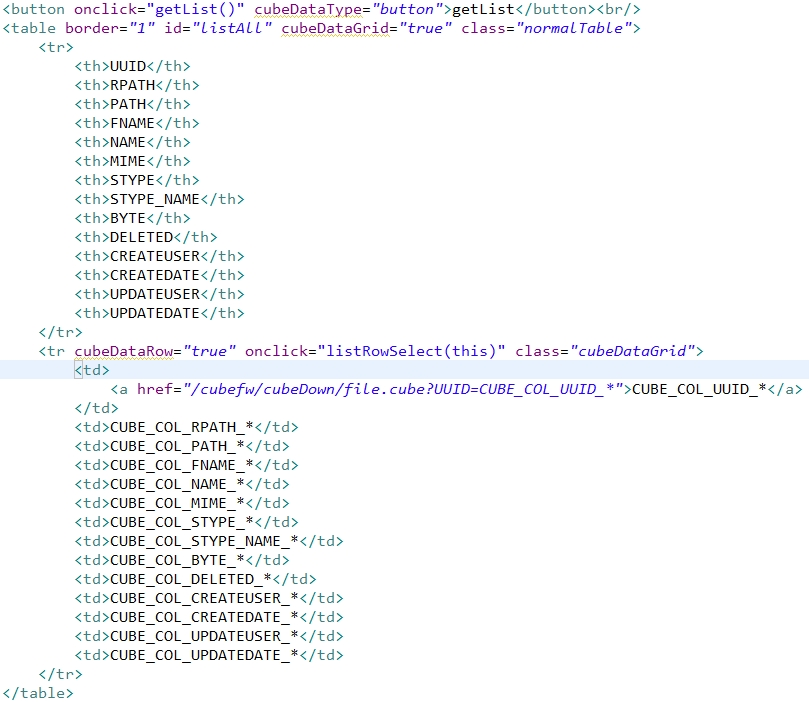 <button onclick="getList()" cubeDataType="button">getList</button><br/>
<table border="1" id="listAll" cubeDataGrid="true" class="normalTable">
<tr>
<th>UUID</th>
<th>RPATH</th>
<th>PATH</th>
<th>FNAME</th>
<th>NAME</th>
<th>MIME</th>
<th>STYPE</th>
<th>STYPE_NAME</th>
<th>BYTE</th>
<th>DELETED</th>
<th>CREATEUSER</th>
<th>CREATEDATE</th>
<th>UPDATEUSER</th>
<th>UPDATEDATE</th>
</tr>
<tr cubeDataRow="true" onclick="listRowSelect(this)" class="cubeDataGrid">
<td>
<a href="/cubefw/cubeDown/file.cube?UUID=CUBE_COL_UUID_*">CUBE_COL_UUID_*</a>
</td>
<td>CUBE_COL_RPATH_*</td>
<td>CUBE_COL_PATH_*</td>
<td>CUBE_COL_FNAME_*</td>
<td>CUBE_COL_NAME_*</td>
<td>CUBE_COL_MIME_*</td>
<td>CUBE_COL_STYPE_*</td>
<td>CUBE_COL_STYPE_NAME_*</td>
<td>CUBE_COL_BYTE_*</td>
<td>CUBE_COL_DELETED_*</td>
<td>CUBE_COL_CREATEUSER_*</td>
<td>CUBE_COL_CREATEDATE_*</td>
<td>CUBE_COL_UPDATEUSER_*</td>
<td>CUBE_COL_UPDATEDATE_*</td>
</tr>
</table>